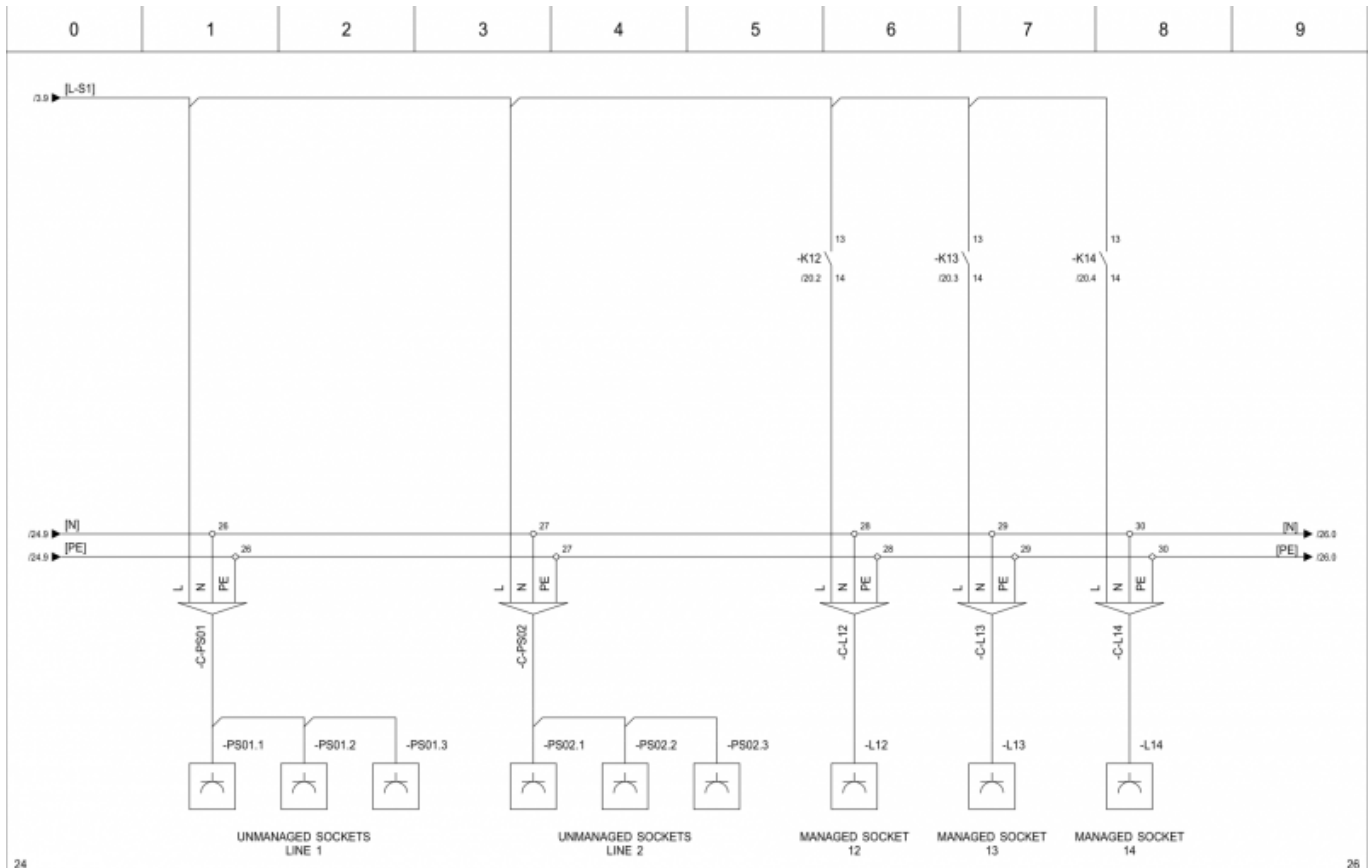 0 1 2 3 4 5 6 7 8 9
/3.9 [L-S1]
13 13 13
-K12 -K13 -K14
/20.2 14 /20.3 14 /20.4 14
/24.9 [N] 26 27 28 29 30 [N] /26.0
/24.9 [PE] 26 27 28 29 30 [PE] /26.0
L N PE L N PE L N PE L N PE L N PE
-C-PS01 -C-PS02 -C-L12 -C-L13 -C-L14
-PS01.1 -PS01.2 -PS01.3 -PS02.1 -PS02.2 -PS02.3 -L12 -L13 -L14
UNMANAGED SOCKETS UNMANAGED SOCKETS MANAGED SOCKET MANAGED SOCKET MANAGED SOCKET
LINE 1 LINE 2 12 13 14
24 26